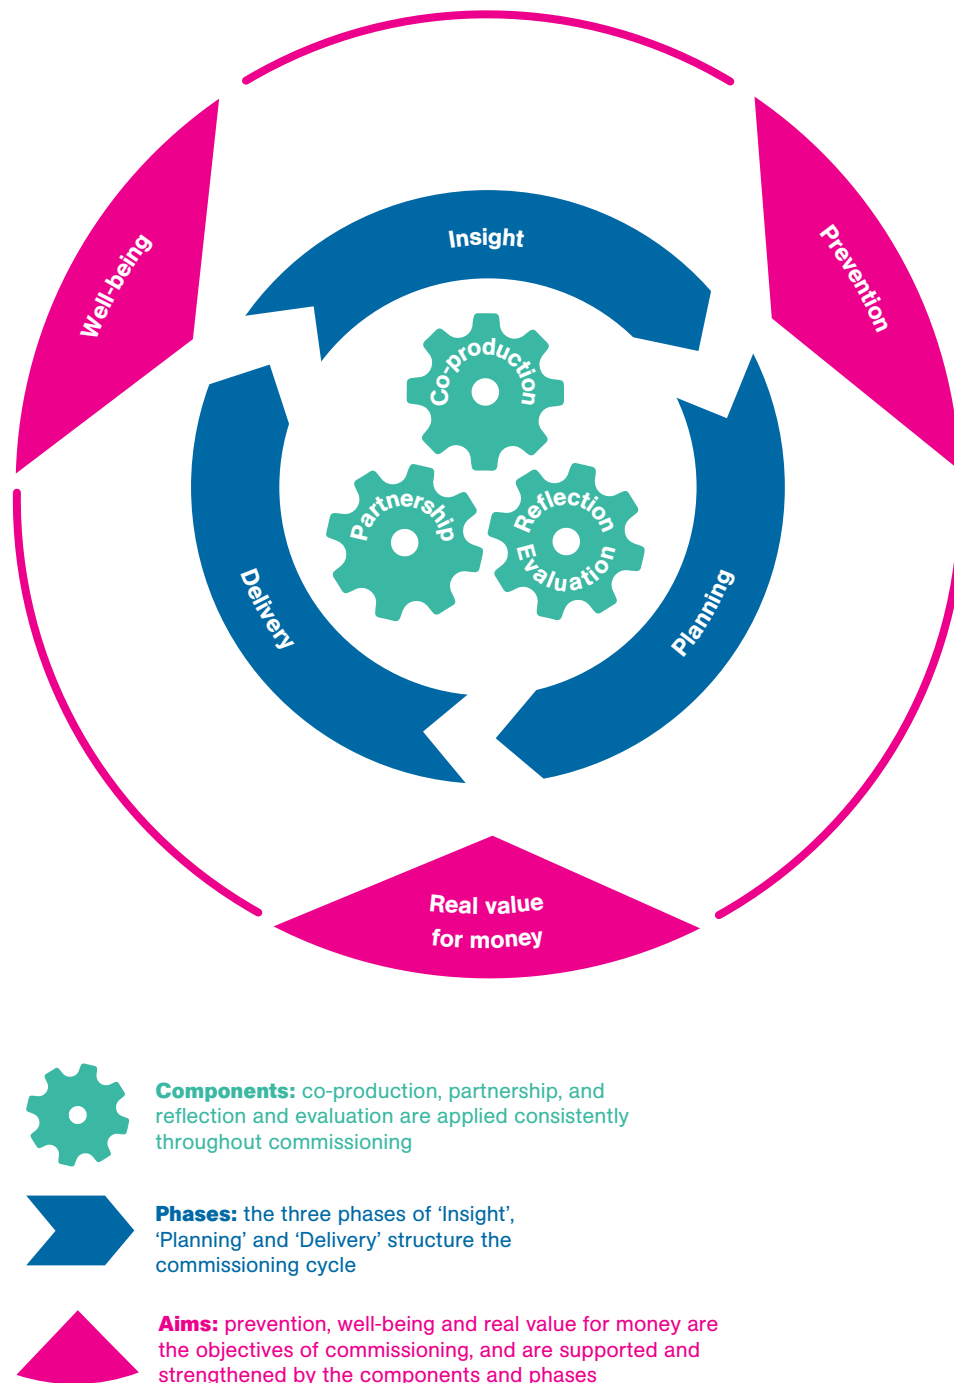 Insight
Well-being
Prevention
Co-production
Partnership
Reflection
Evaluation
Delivery
Planning
Real value
for money
Components: co-production, partnership, and
reflection and evaluation are applied consistently
throughout commissioning
Phases: the three phases of ‘Insight’,
‘Planning’ and ‘Delivery’ structure the
commissioning cycle
Aims: prevention, well-being and real value for money are
the objectives of commissioning, and are supported and
strengthened by the components and phases